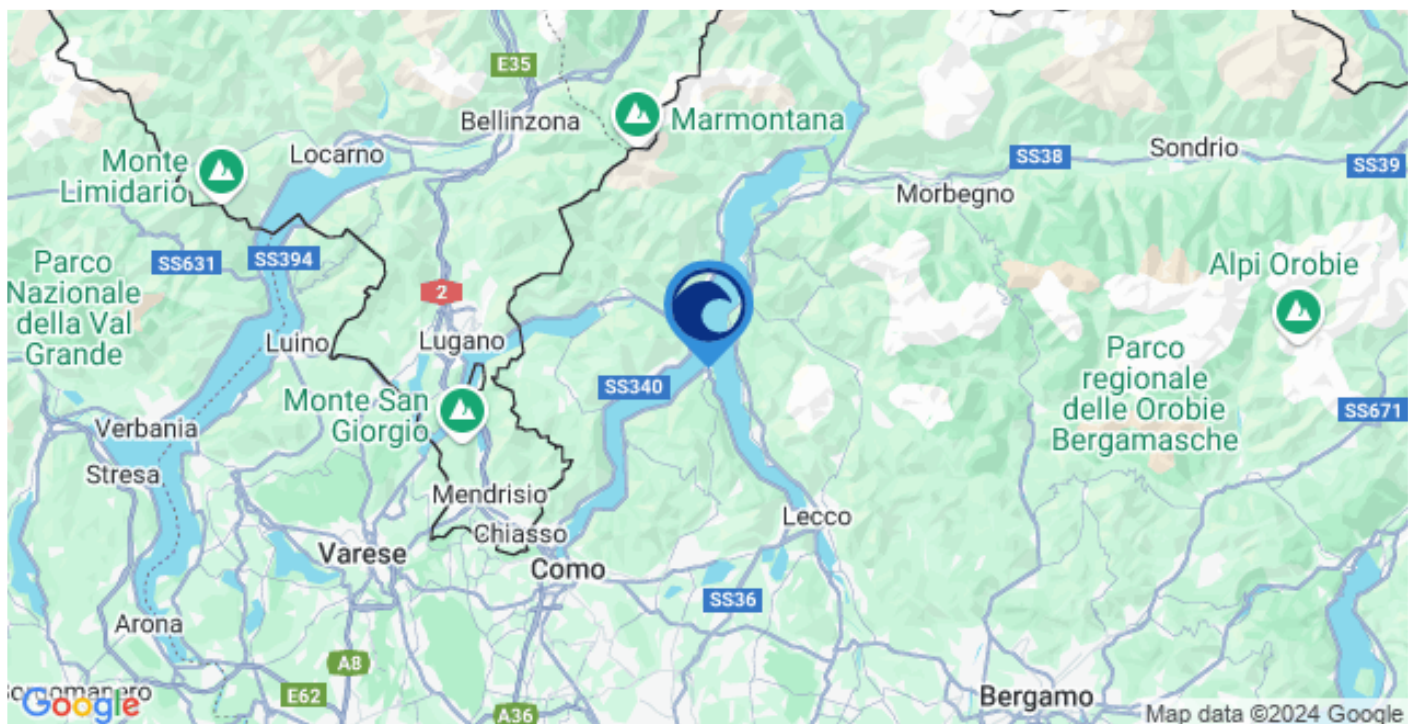 E35
Bellinzona
Marmontana
Locarno
Monte
Limidario
SS38
Sondrio
SS39
Morbegno
SS631
SS394
Parco
Nazionale
della Val
Grande
Alpi Orobie
2
Luino
Lugano
SS340
Parco
regionale
delle Orobie
Bergamasche
Monte San
Giorgio
SS671
Verbania
Stresa
Mendrisio
Chiasso
Lecco
Varese
Como
SS36
Arona
A8
E62
A36
Bergamo
Google
Map data ©2024 Google